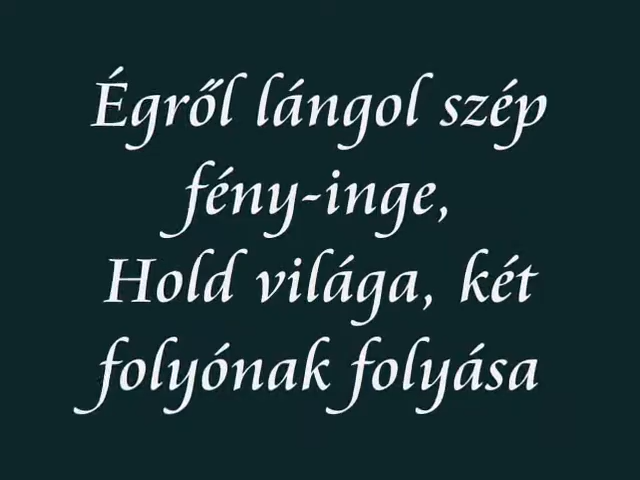 Égről lángol szép
fény-inge,
Hold világa, két
folyónak folyása